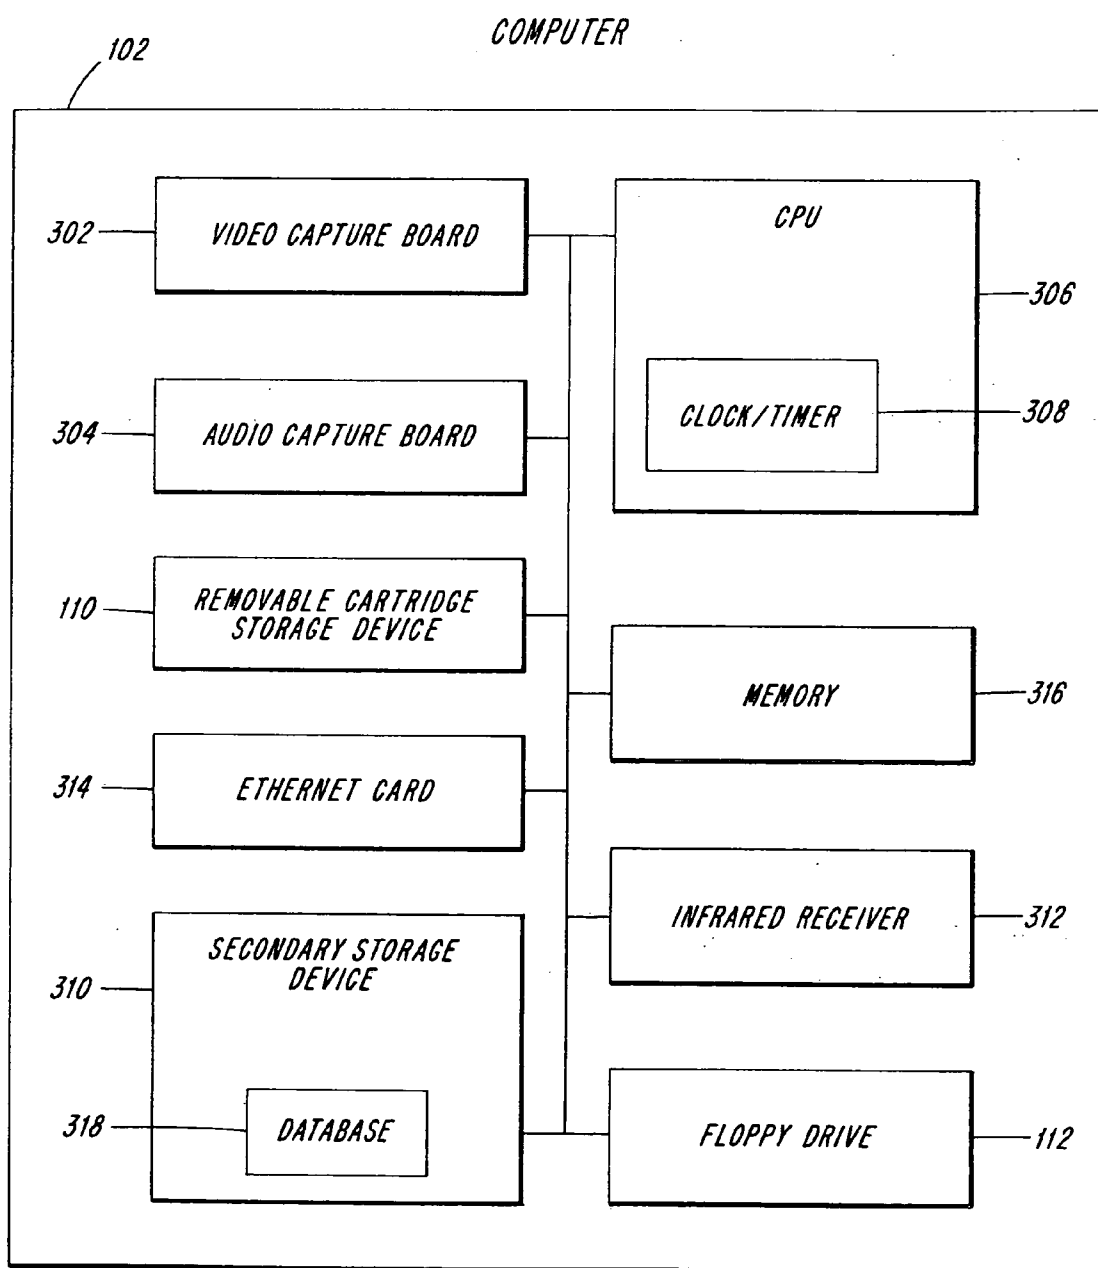 COMPUTER
102
302
VIDEO CAPTURE BOARD
CPU
306
CLOCK/TIMER
308
304
AUDIO CAPTURE BOARD
110
REMOVABLE CARTRIDGE
STORAGE DEVICE
MEMORY
316
314
ETHERNET CARD
INFRARED RECEIVER
312
310
SECONDARY STORAGE
DEVICE
318
DATABASE
FLOPPY DRIVE
112